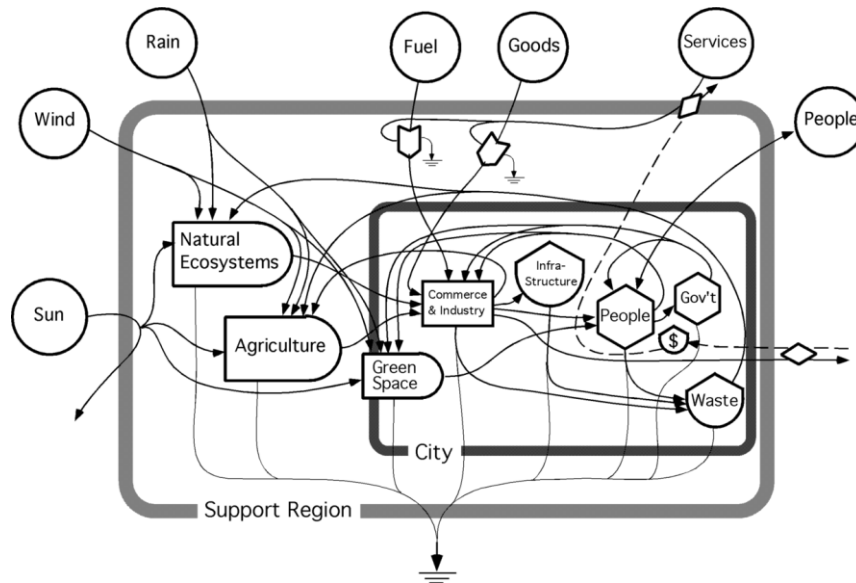 Rain
Fuel
Goods
Services
Wind
People
Natural
Ecosystems
Infra-
Structure
Commerce
& Industry
Gov't
People
Sun
Agriculture
$
Green
Space
Waste
City
Support Region